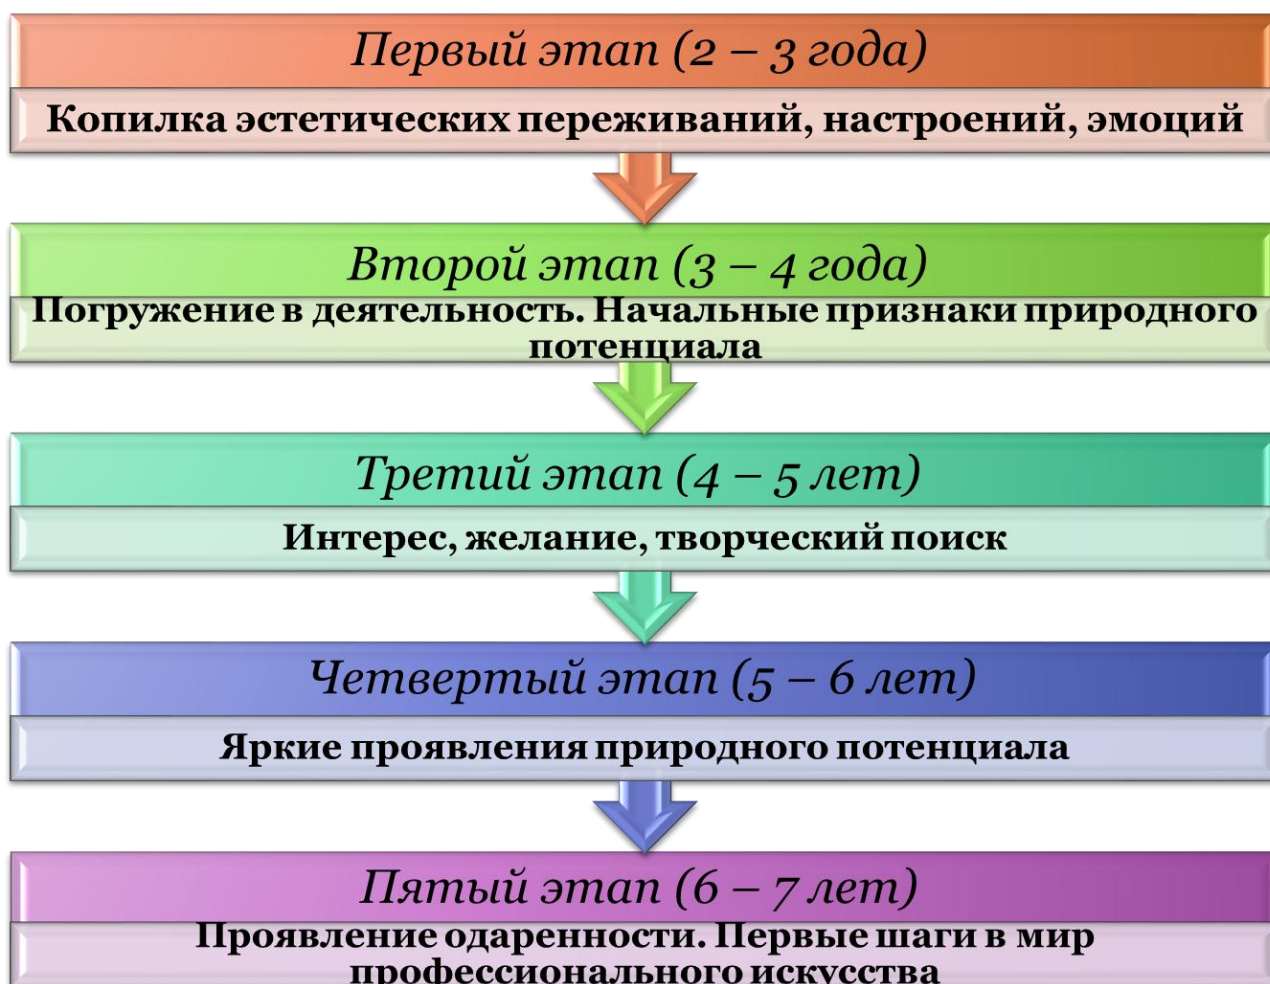 Первый этап (2 – 3 года)
Копилка эстетических переживаний, настроений, эмоций
Второй этап (3 – 4 года)
Погружение в деятельность. Начальные признаки природного
потенциала
Третий этап (4 – 5 лет)
Интерес, желание, творческий поиск
Четвертый этап (5 – 6 лет)
Яркие проявления природного потенциала
Пятый этап (6 – 7 лет)
Проявление одаренности. Первые шаги в мир
профессионального искусства